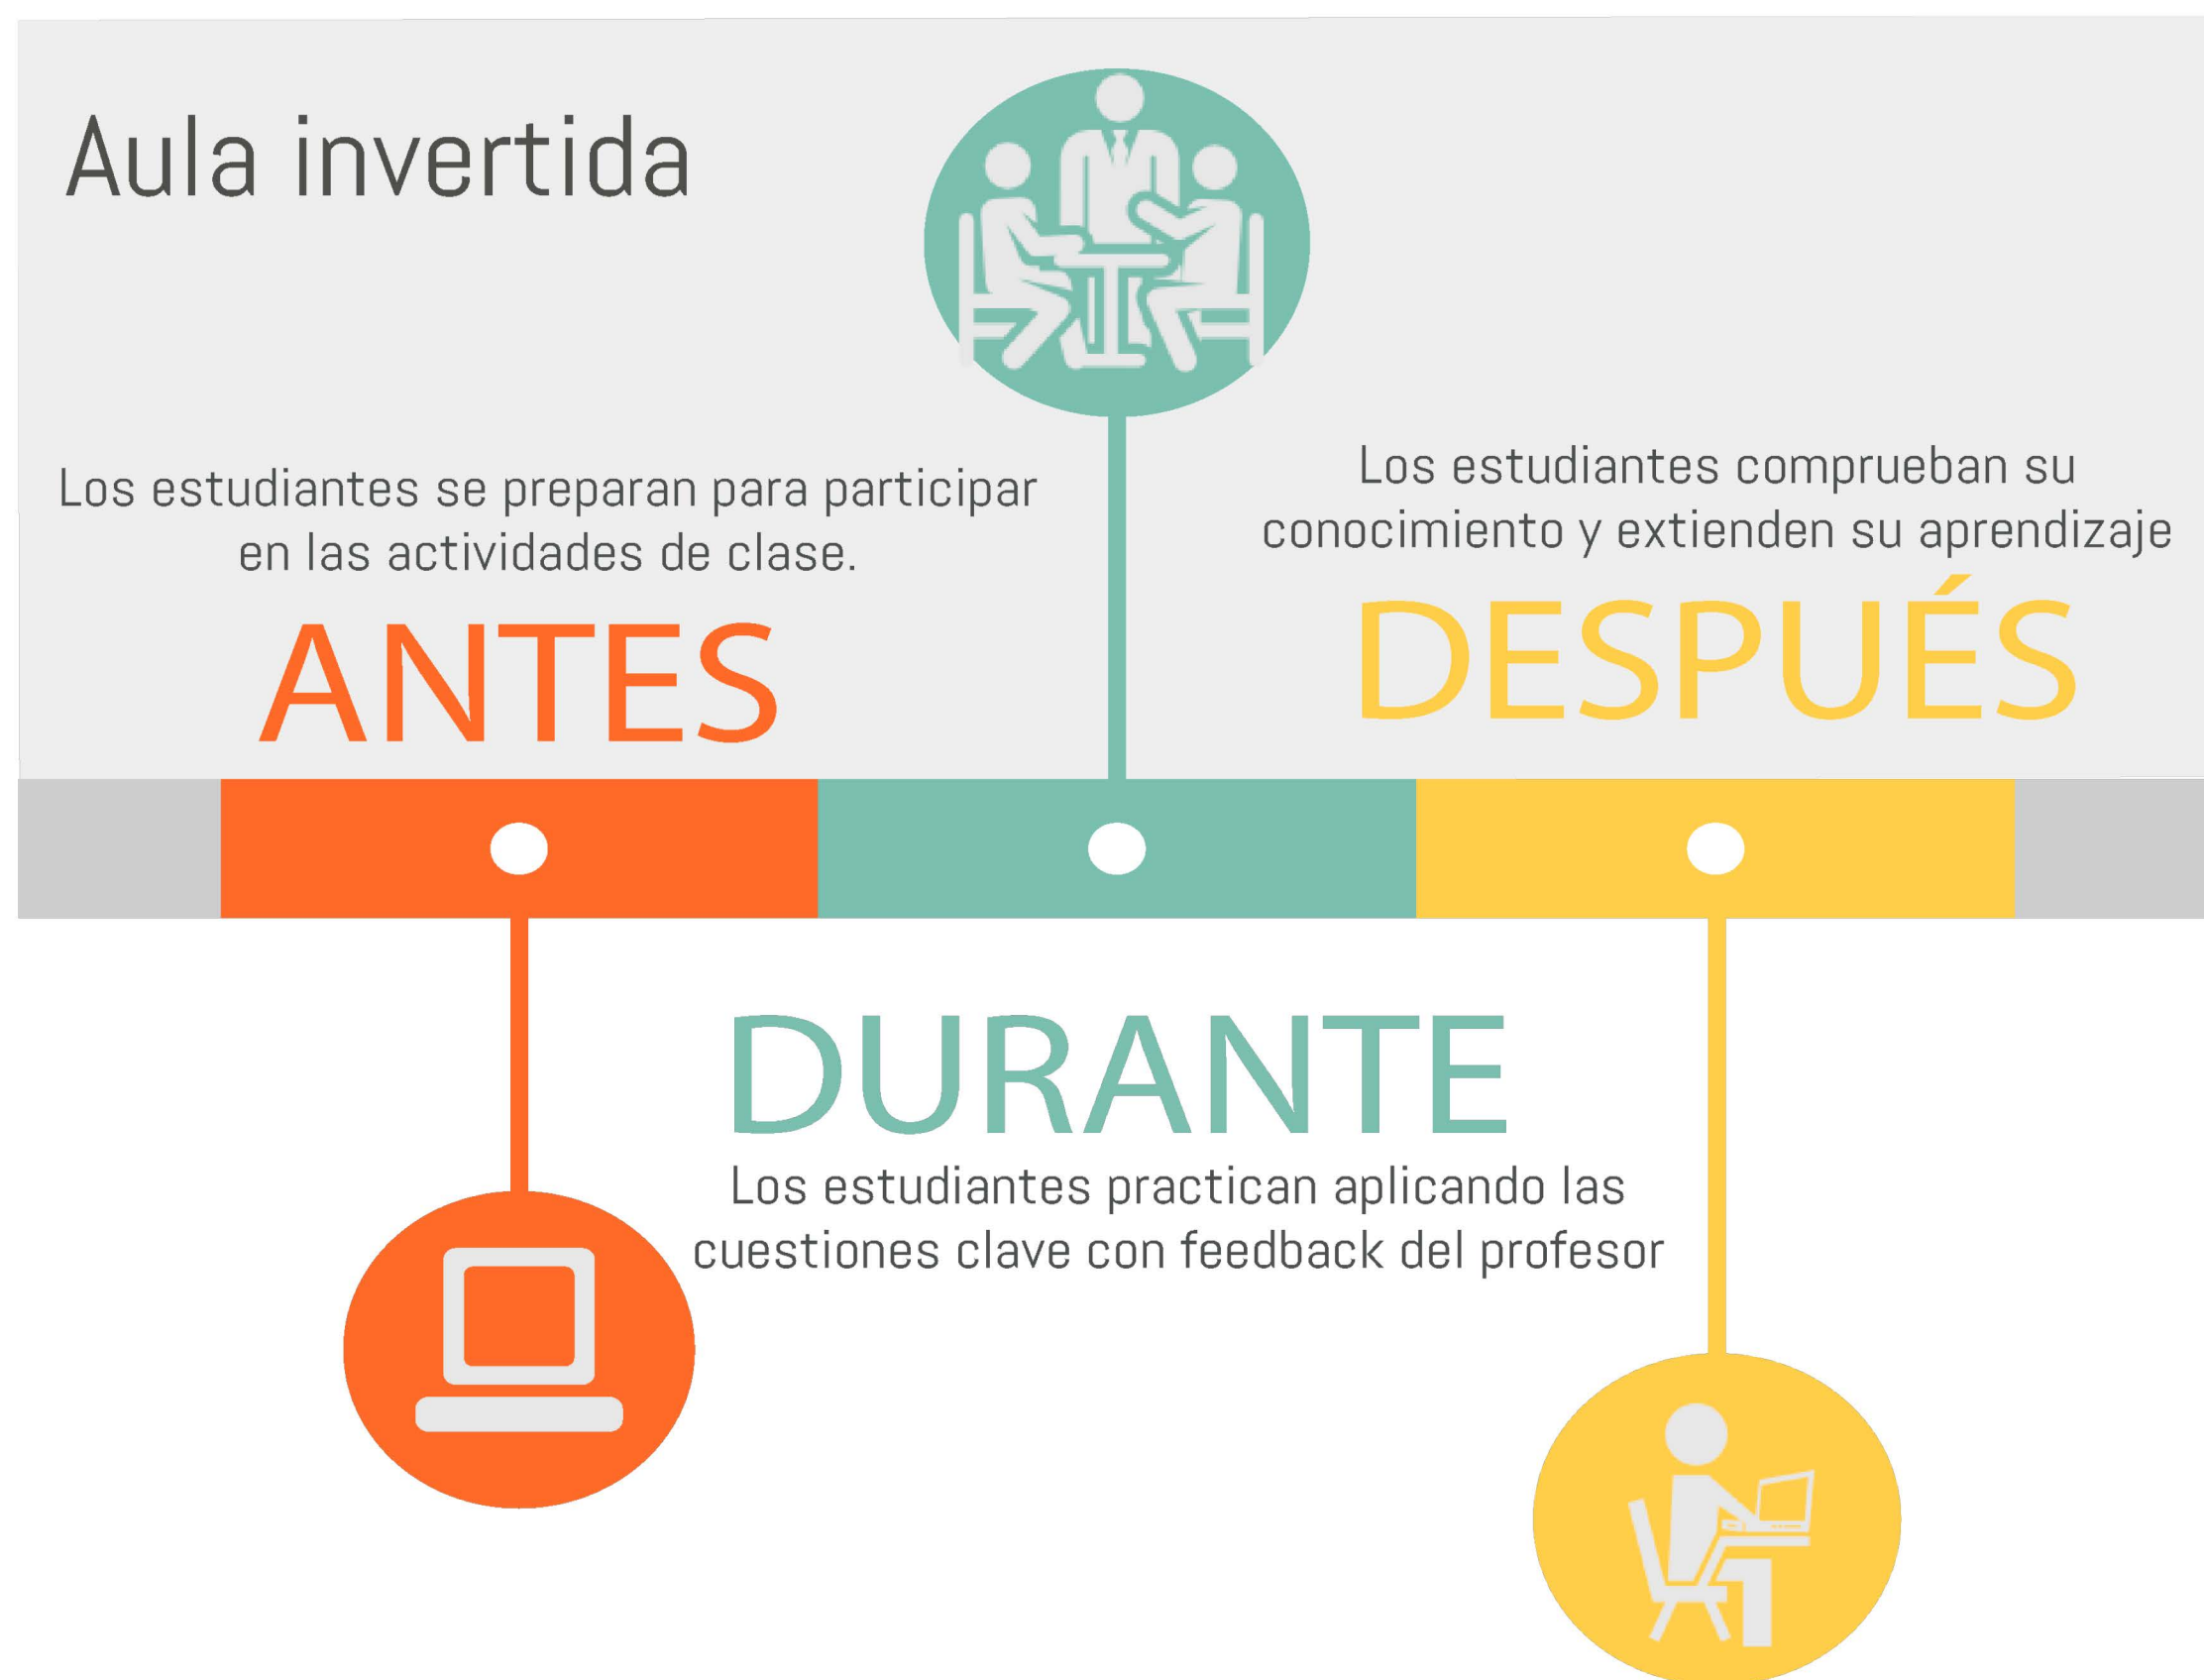 Aula invertida
Los estudiantes se preparan para participar
en las actividades de clase.
ANTES
Los estudiantes comprueban su
conocimiento y extienden su aprendizaje
DESPUÉS
DURANTE
Los estudiantes practican aplicando las
cuestiones clave con feedback del profesor